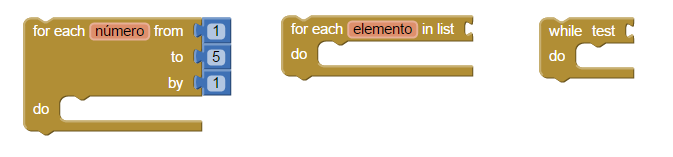 for each número from 1
to 5
by 1
do
for each elemento in list
do
while test
do